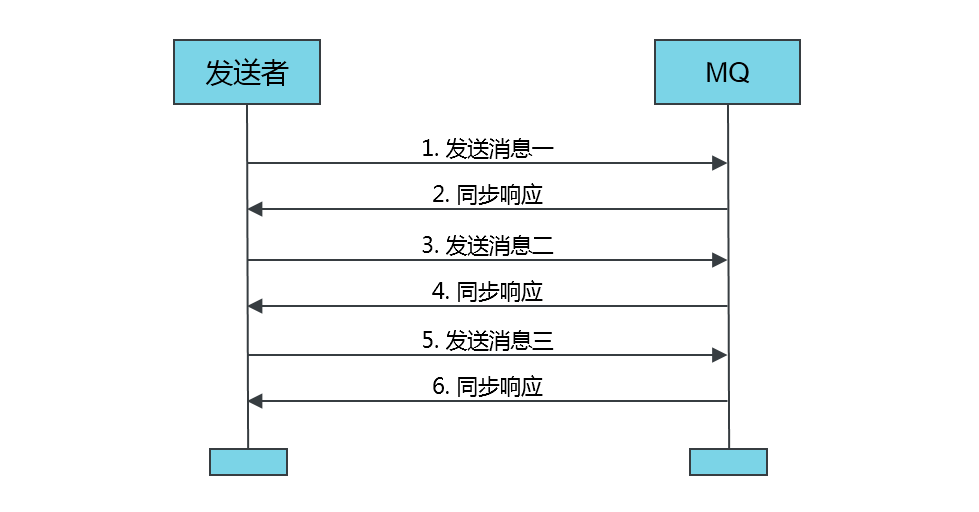 发送者
MQ
1. 发送消息一
2. 同步响应
3. 发送消息二
4. 同步响应
5. 发送消息三
6. 同步响应